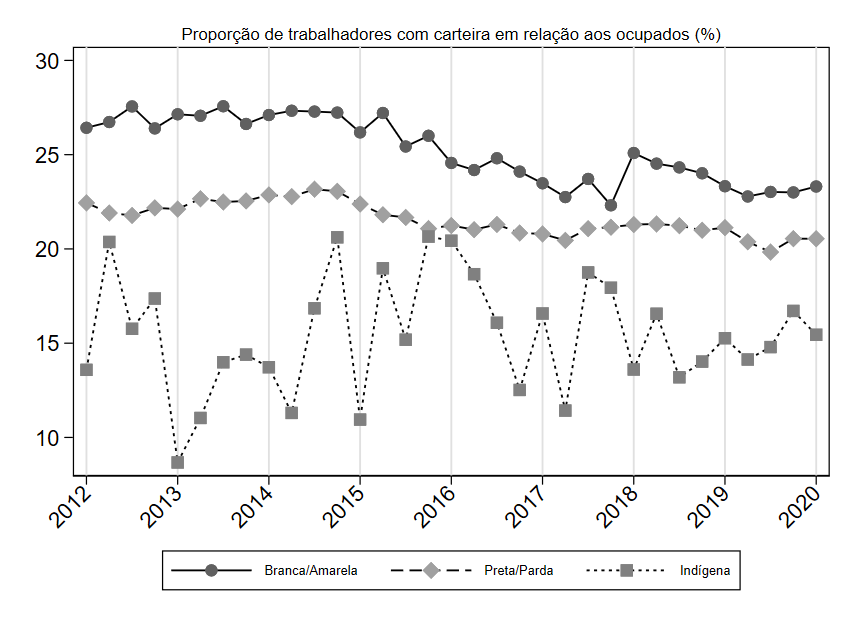 Proporção de trabalhadores com carteira em relação aos ocupados (%)
30
25
20
15
10
2012 2013 2014 2015 2016 2017 2018 2019 2020
Branca/Amarela Preta/Parda Indígena